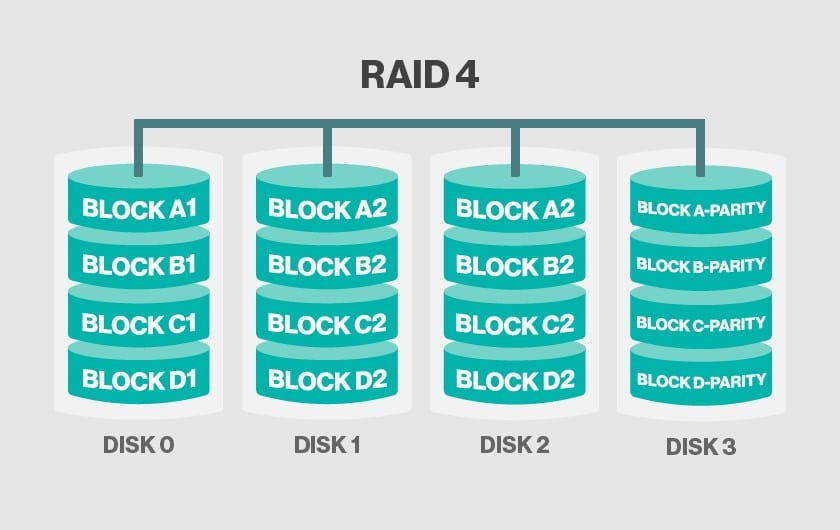 RAID 4
BLOCK A1
BLOCK B1
BLOCK C1
BLOCK D1
DISK 0
BLOCK A2
BLOCK B2
BLOCK C2
BLOCK D2
DISK 1
BLOCK A2
BLOCK B2
BLOCK C2
BLOCK D2
DISK 2
BLOCK A-PARITY
BLOCK B-PARITY
BLOCK C-PARITY
BLOCK D-PARITY
DISK 3